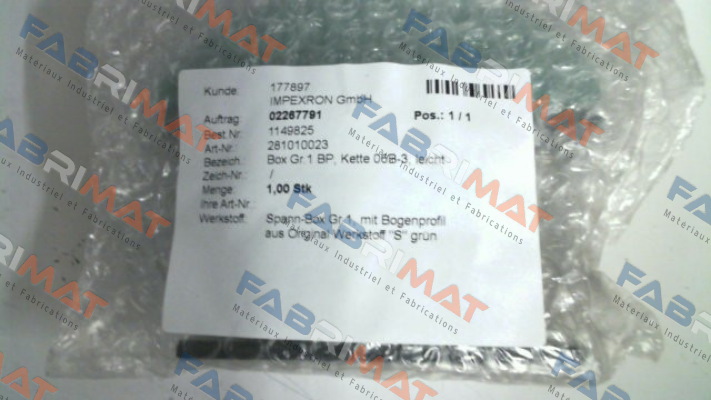 Kunde: 177897
IMPEXRON GmbH
Auftrag: 02267791 Pos.: 1 / 1
Best.Nr: 1149825
Art-Nr.: 281010023
Bezeich.: Box Gr.1 BP, Kette 06B-3, leicht
Zeich-Nr.: /
Menge: 1,00 Stk
Ihre Art-Nr.
Werkstoff: Spann-Box Gr.1, mit Bogenprofil
aus Original Werkstoff "S" grün
FABRIMAT
Matériaux Industriel et Fabrications